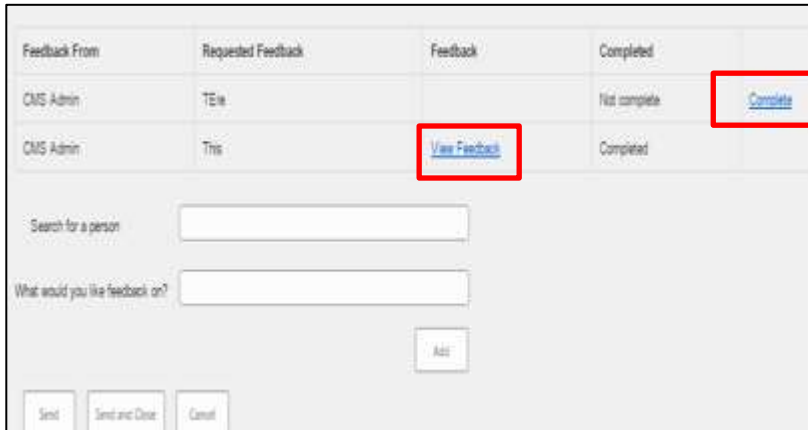 Feedback From Requested Feedback Feedback Completed
CMS Admin TEre Not complete Complete
CMS Admin This View Feedback Completed
Search for a person
What would you like feedback on?
Add
Send Send and Close Cancel